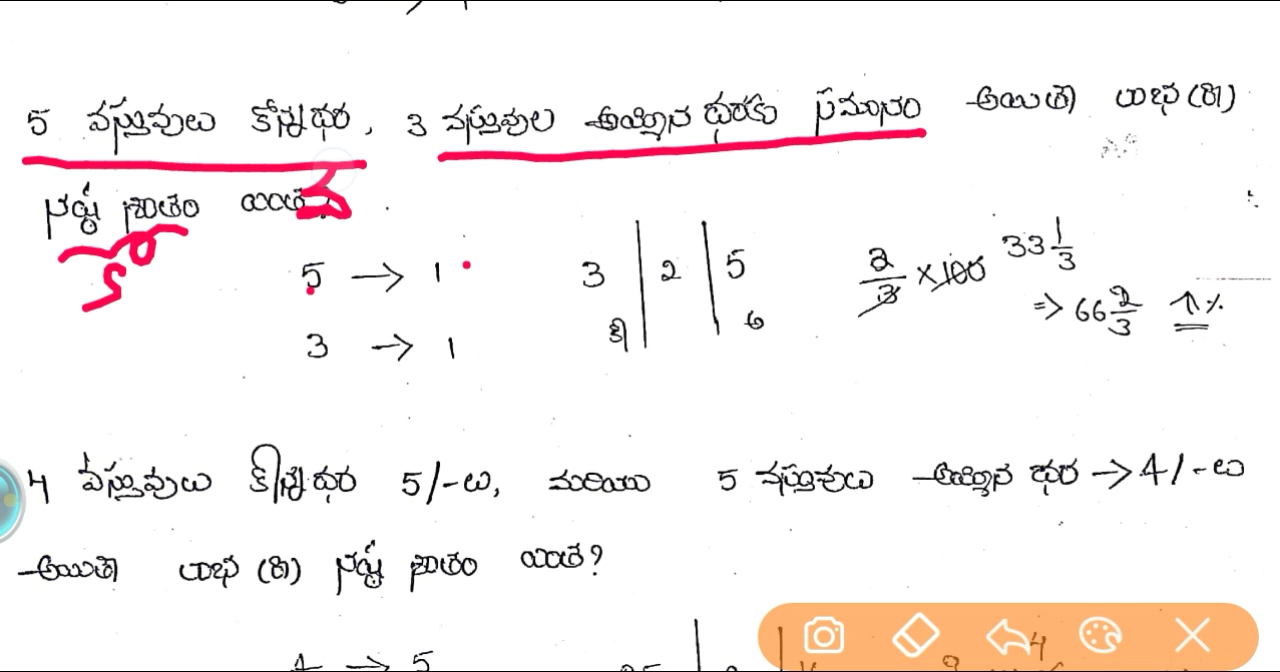 5 వస్తువులు కొన్నధర, 3 వస్తువుల అమ్మిన ధరకు సమానం అయితే లాభ (లేదా)
నష్ట శాతం ఎంత?
5 → 1
3 → 1
3 | 2 | 5
2/3 × 100 33 1/3
⇒ 66 2/3 ↑%
4 వస్తువులు కొన్నధర 5/-లు, మరియు 5 వస్తువులు అమ్మిన ధర → 4/-లు
అయితే లాభ (లేదా) నష్ట శాతం ఎంత?
4 → 5